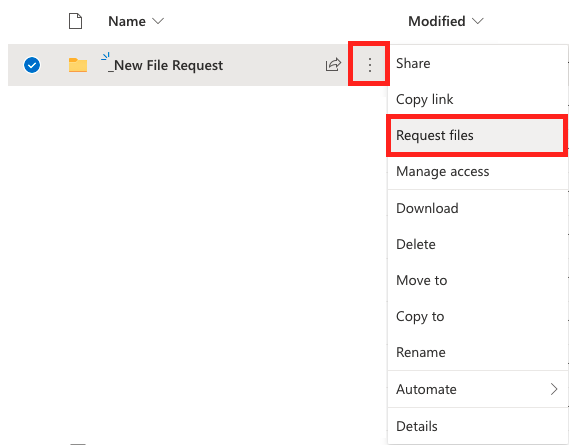 Name
Modified
_New File Request
Share
Copy link
Request files
Manage access
Download
Delete
Move to
Copy to
Rename
Automate
Details